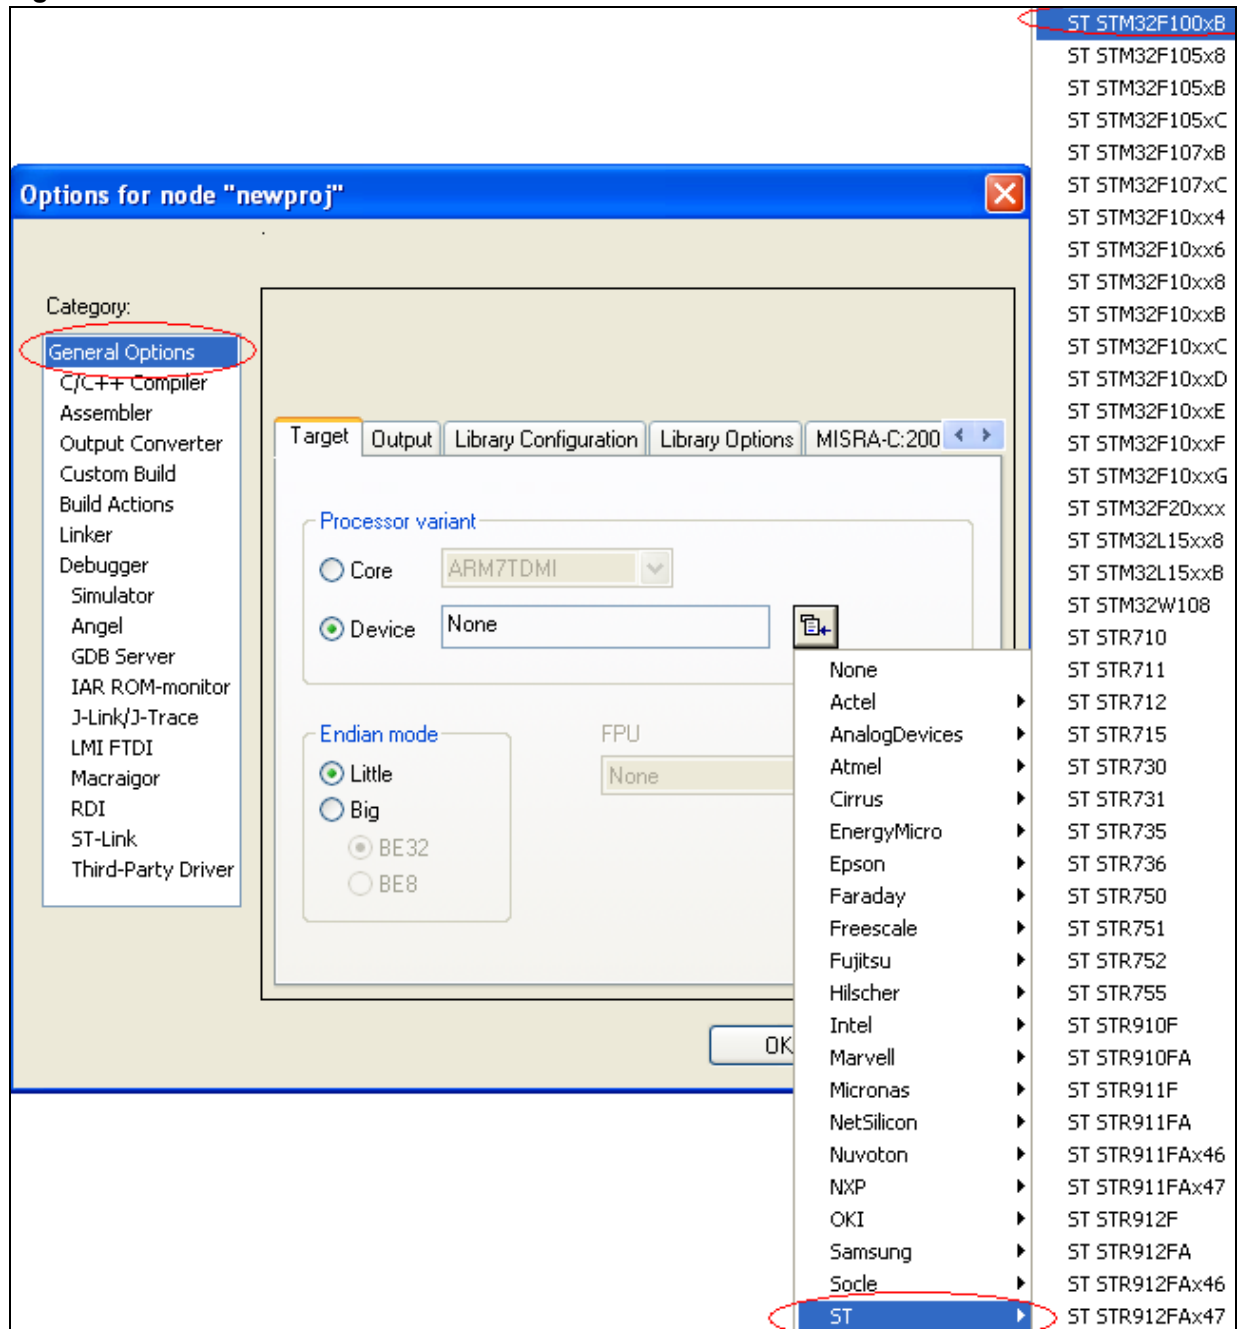 Options for node "newproj"
Category:
General Options
C/C++ Compiler
Assembler
Output Converter
Custom Build
Build Actions
Linker
Debugger
Simulator
Angel
GDB Server
IAR ROM-monitor
J-Link/J-Trace
LMI FTDI
Macraigor
RDI
ST-Link
Third-Party Driver
Target Output Library Configuration Library Options MISRA-C:200
Processor variant
Core ARM7TDMI
Device None
Endian mode
Little
Big
BE32
BE8
FPU
None
OK
None
Actel
AnalogDevices
Atmel
Cirrus
EnergyMicro
Epson
Faraday
Freescale
Fujitsu
Hilscher
Intel
Marvell
Micronas
NetSilicon
Nuvoton
NXP
OKI
Samsung
Socle
ST
ST STM32F100xB
ST STM32F105x8
ST STM32F105xB
ST STM32F105xC
ST STM32F107xB
ST STM32F107xC
ST STM32F10xx4
ST STM32F10xx6
ST STM32F10xx8
ST STM32F10xxB
ST STM32F10xxC
ST STM32F10xxD
ST STM32F10xxE
ST STM32F10xxF
ST STM32F10xxG
ST STM32F20xxx
ST STM32L15xx8
ST STM32L15xxB
ST STM32W108
ST STR710
ST STR711
ST STR712
ST STR715
ST STR730
ST STR731
ST STR735
ST STR736
ST STR750
ST STR751
ST STR752
ST STR755
ST STR910F
ST STR910FA
ST STR911F
ST STR911FA
ST STR911FAx46
ST STR911FAx47
ST STR912F
ST STR912FA
ST STR912FAx46
ST STR912FAx47